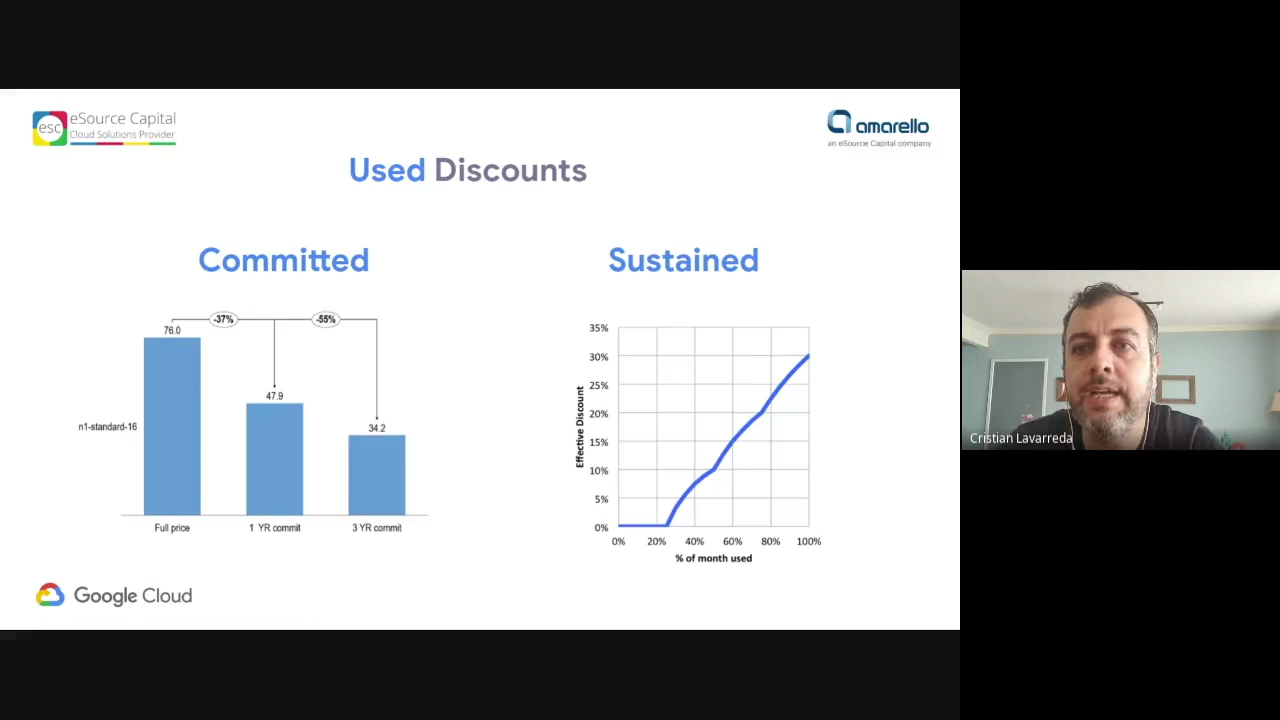 eSource Capital
esc
Cloud Solutions Provider
amarello
an eSource Capital company
Used Discounts
Committed
Sustained
-37%
-55%
76.0
47.9
34.2
n1-standard-16
Full price
1 YR commit
3 YR commit
35%
30%
25%
20%
15%
10%
5%
0%
Effective Discount
0% 20% 40% 60% 80% 100%
% of month used
Google Cloud
Cristian Lavarreda